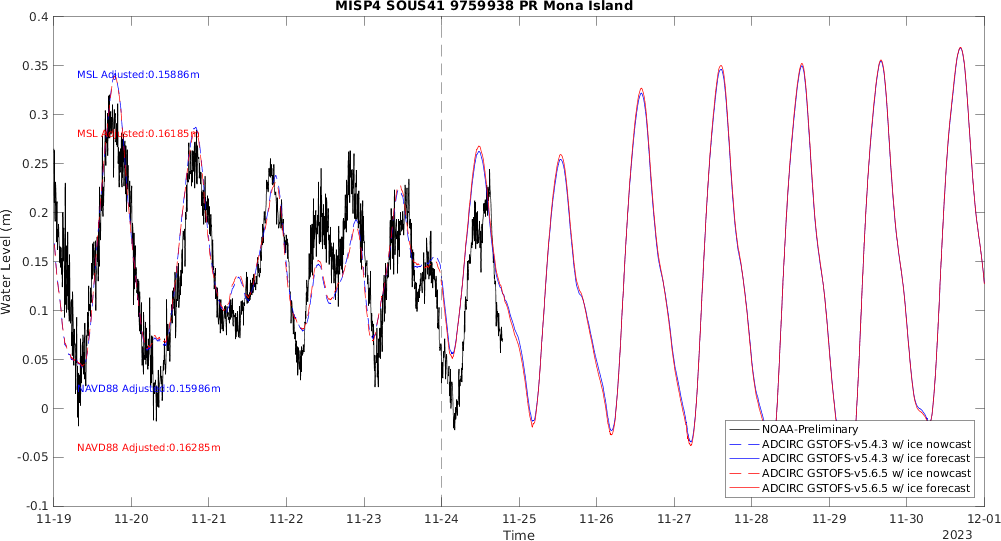 MISP4 SOUS41 9759938 PR Mona Island
0.4
0.35
0.3
0.25
0.2
0.15
0.1
0.05
0
-0.05
-0.1
Water Level (m)
MSL Adjusted:0.15886m
MSL Adjusted:0.16185m
NAVD88 Adjusted:0.15986m
NAVD88 Adjusted:0.16285m
NOAA-Preliminary
ADCIRC GSTOFS-v5.4.3 w/ ice nowcast
ADCIRC GSTOFS-v5.4.3 w/ ice forecast
ADCIRC GSTOFS-v5.6.5 w/ ice nowcast
ADCIRC GSTOFS-v5.6.5 w/ ice forecast
11-19 11-20 11-21 11-22 11-23 11-24 11-25 11-26 11-27 11-28 11-29 11-30 12-01
Time
2023